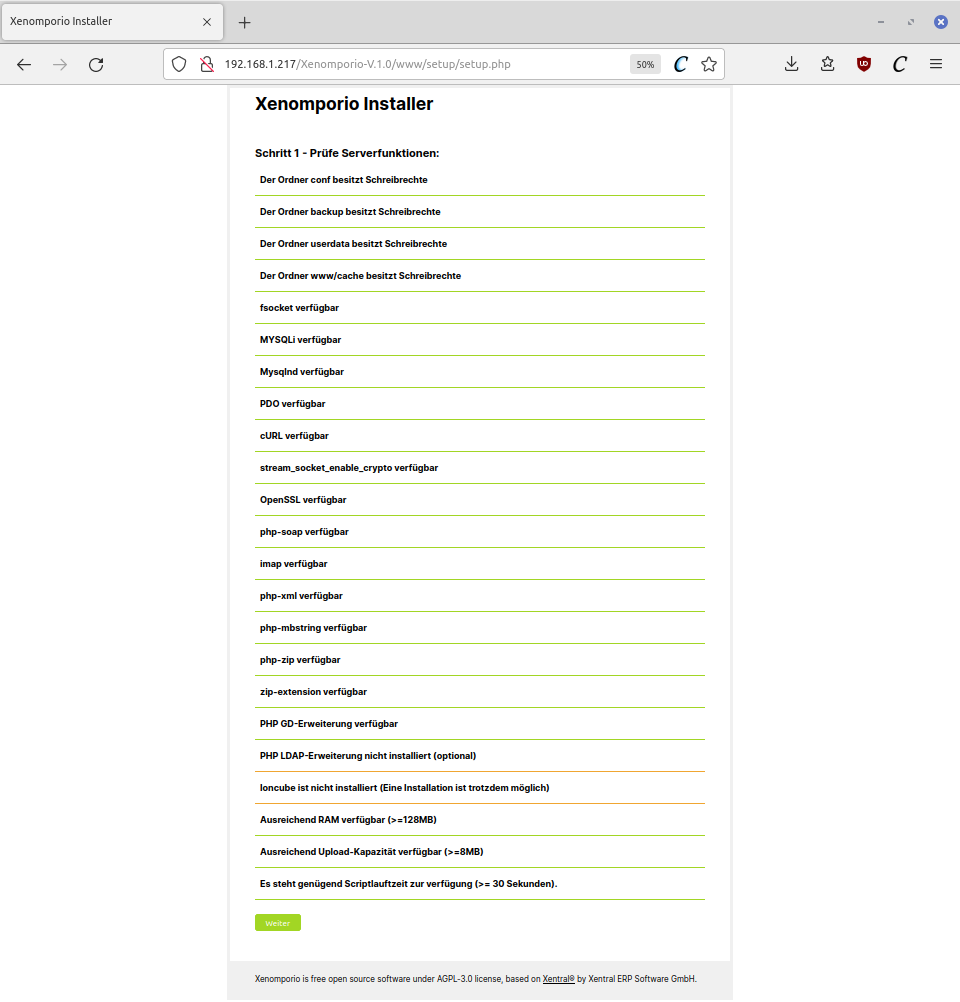 Xenomporio Installer
192.168.1.217/Xenomporio-V.1.0/www/setup/setup.php
50%
Xenomporio Installer
Schritt 1 - Prüfe Serverfunktionen:
Der Ordner conf besitzt Schreibrechte
Der Ordner backup besitzt Schreibrechte
Der Ordner userdata besitzt Schreibrechte
Der Ordner www/cache besitzt Schreibrechte
fsocket verfügbar
MYSQLi verfügbar
Mysqlnd verfügbar
PDO verfügbar
cURL verfügbar
stream_socket_enable_crypto verfügbar
OpenSSL verfügbar
php-soap verfügbar
imap verfügbar
php-xml verfügbar
php-mbstring verfügbar
php-zip verfügbar
zip-extension verfügbar
PHP GD-Erweiterung verfügbar
PHP LDAP-Erweiterung nicht installiert (optional)
Ioncube ist nicht installiert (Eine Installation ist trotzdem möglich)
Ausreichend RAM verfügbar (>=128MB)
Ausreichend Upload-Kapazität verfügbar (>=8MB)
Es steht genügend Scriptlauftzeit zur verfügung (>= 30 Sekunden).
Weiter
Xenomporio is free open source software under AGPL-3.0 license, based on Xentral® by Xentral ERP Software GmbH.